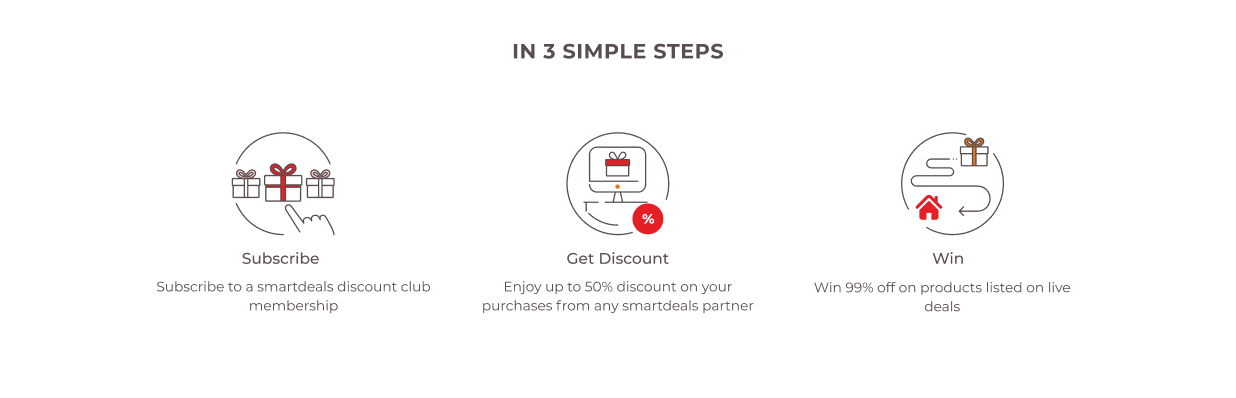 IN 3 SIMPLE STEPS
%
Subscribe
Subscribe to a smartdeals discount club
membership
Get Discount
Enjoy up to 50% discount on your
purchases from any smartdeals partner
Win
Win 99% off on products listed on live
deals